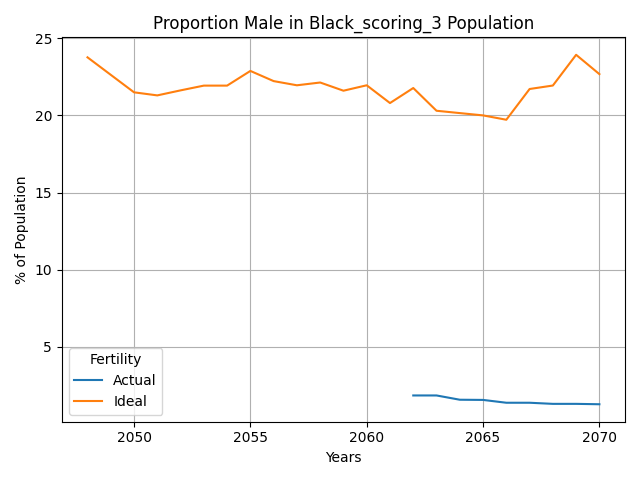 Proportion Male in Black_scoring_3 Population
25
20
15
10
5
% of Population
Fertility
Actual
Ideal
2050 2055 2060 2065 2070
Years